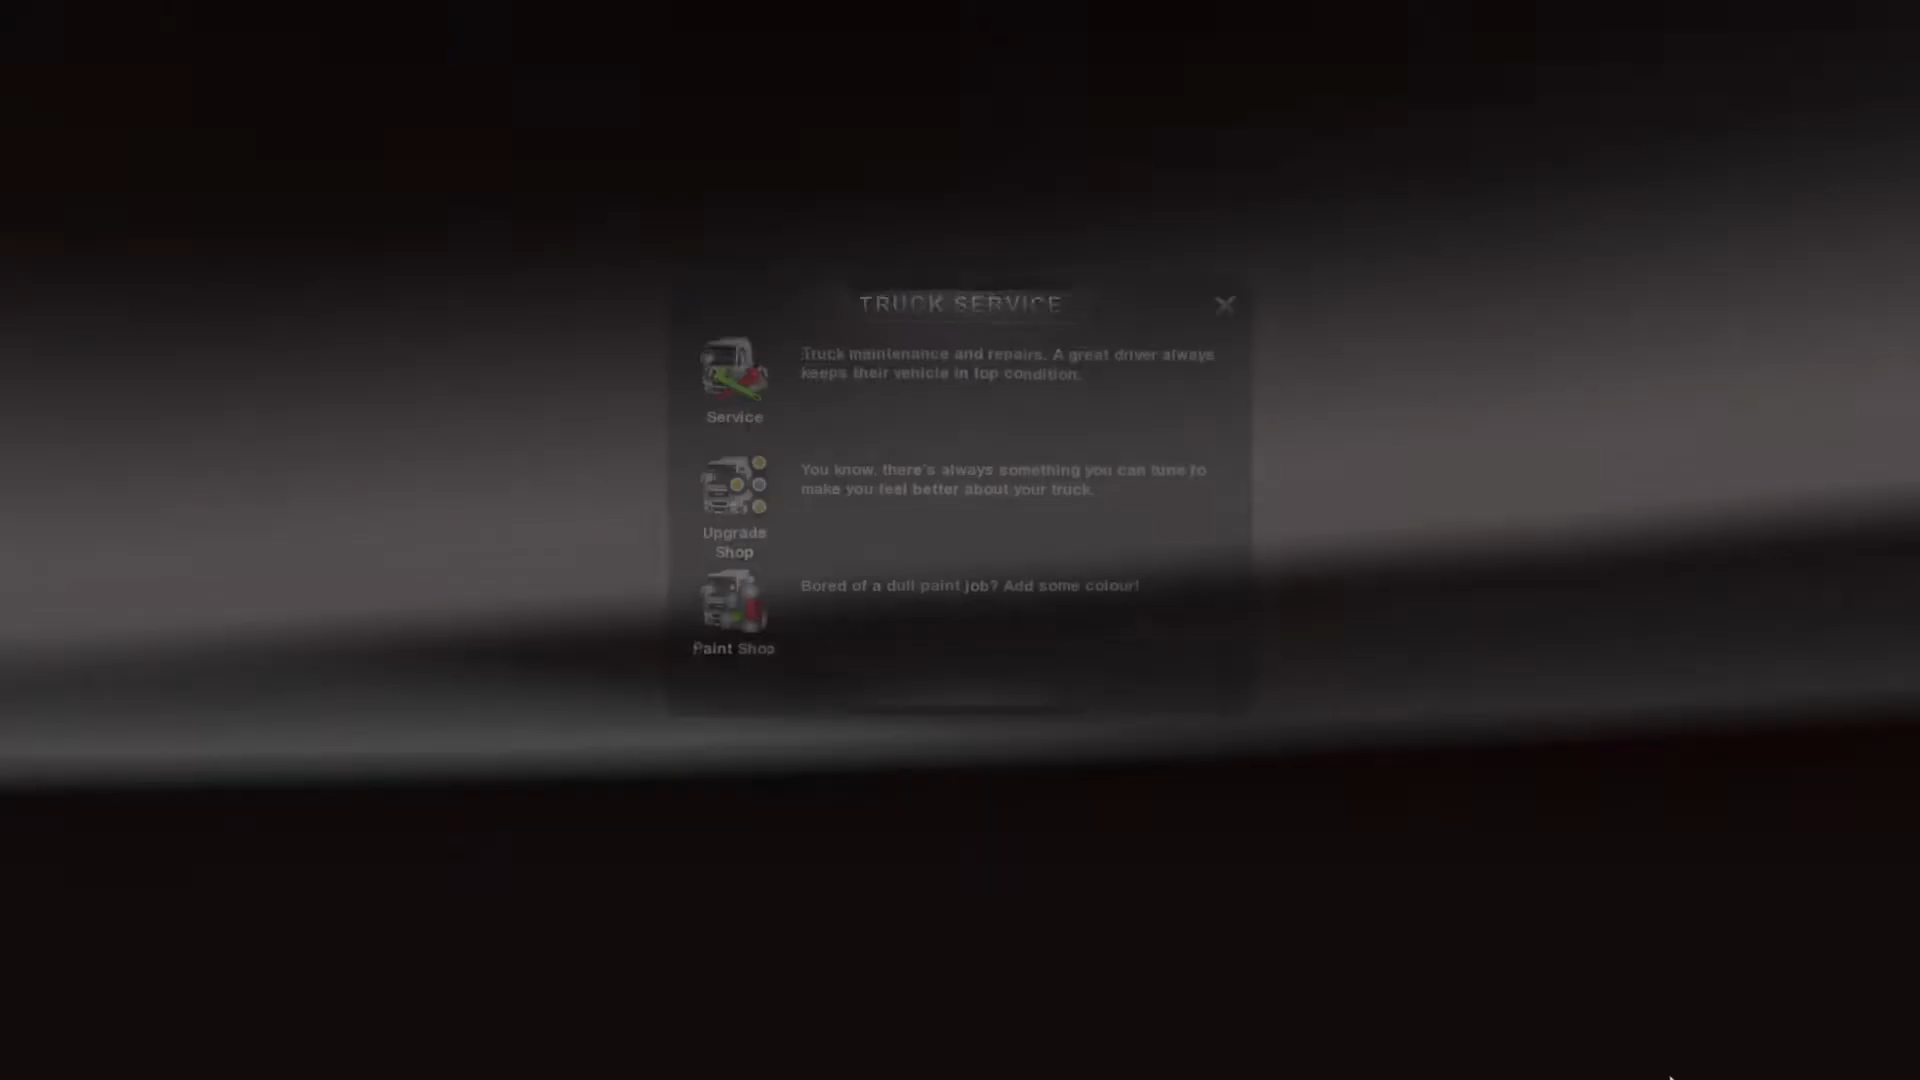 TRUCK SERVICE
Truck maintenance and repairs. A great driver always
keeps their vehicle in top condition.
Service
You know, there's always something you can tune to
make you feel better about your truck.
Upgrade
Shop
Bored of a dull paint job? Add some colour!
Paint Shop